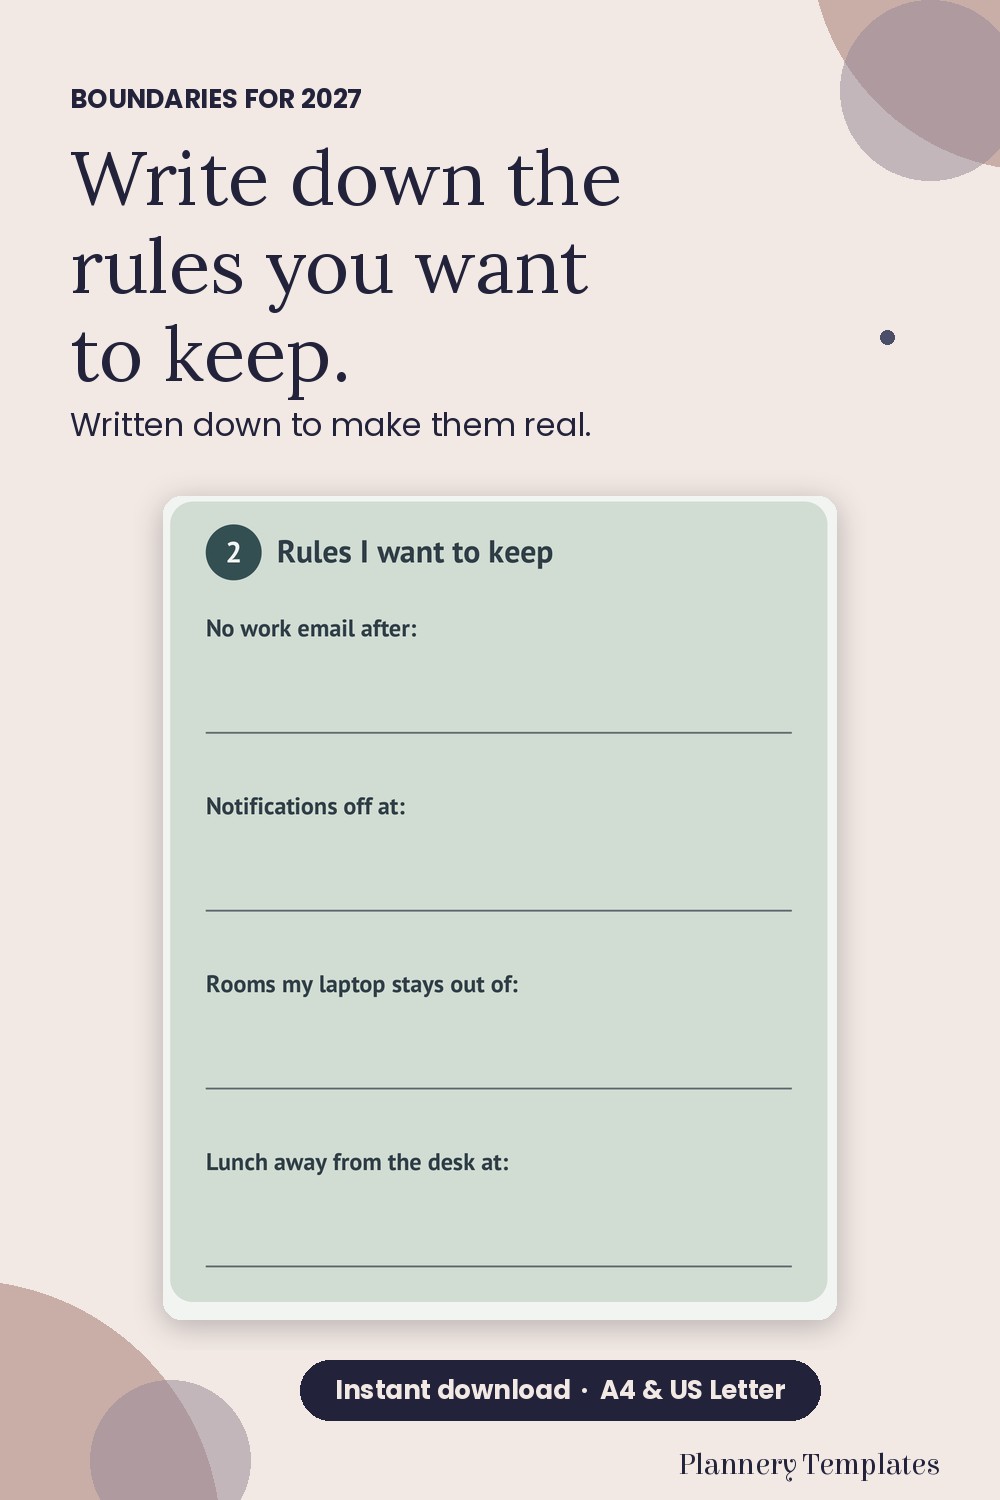 BOUNDARIES FOR 2027
Write down the
rules you want
to keep.
Written down to make them real.
2 Rules I want to keep
No work email after:
Notifications off at:
Rooms my laptop stays out of:
Lunch away from the desk at:
Instant download · A4 & US Letter
Plannery Templates